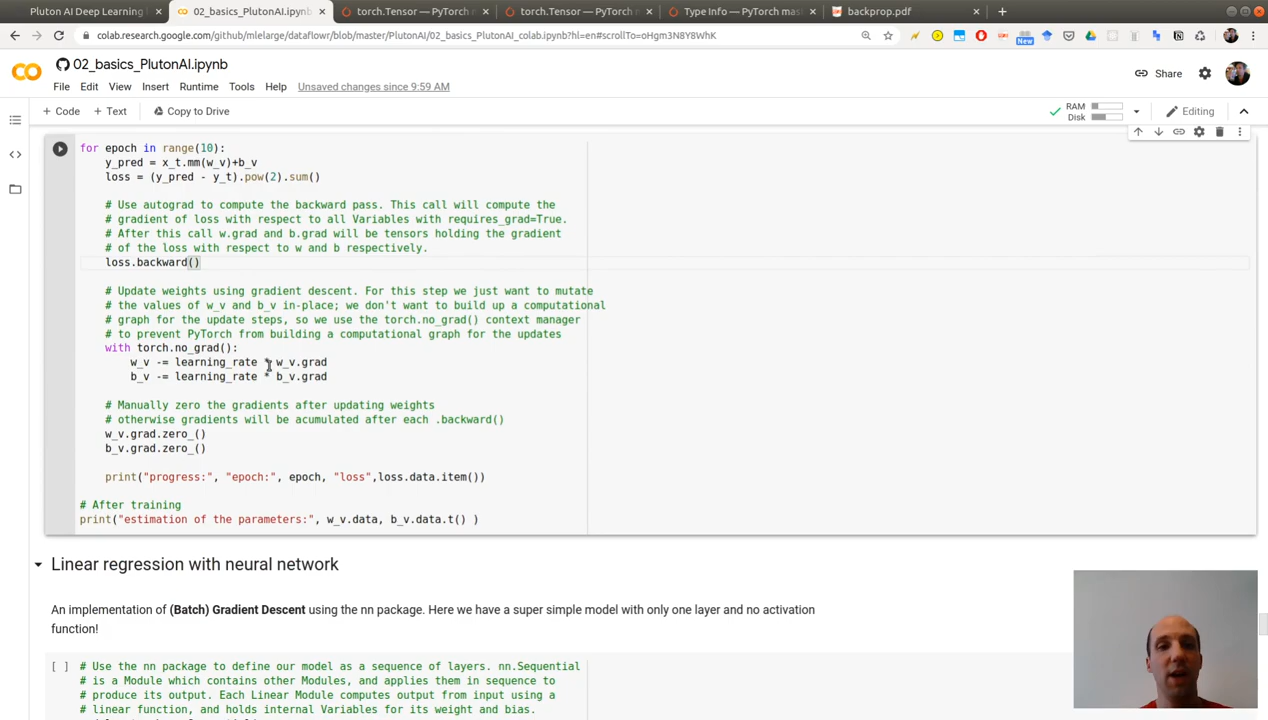 Pluton AI Deep Learning
02_basics_PlutonAI.ipynb
torch.Tensor — PyTorch
torch.Tensor — PyTorch
Type Info — PyTorch mas
backprop.pdf
colab.research.google.com/github/mlelarge/dataflowr/blob/master/PlutonAI/02_basics_PlutonAI_colab.ipynb?hl=en#scrollTo=oHgm3N8Y8WhK
New
02_basics_PlutonAI.ipynb
Share
File Edit View Insert Runtime Tools Help Unsaved changes since 9:59 AM
+ Code + Text Copy to Drive
RAM
Disk
Editing
for epoch in range(10):
y_pred = x_t.mm(w_v)+b_v
loss = (y_pred - y_t).pow(2).sum()
# Use autograd to compute the backward pass. This call will compute the
# gradient of loss with respect to all Variables with requires_grad=True.
# After this call w.grad and b.grad will be tensors holding the gradient
# of the loss with respect to w and b respectively.
loss.backward()
# Update weights using gradient descent. For this step we just want to mutate
# the values of w_v and b_v in-place; we don't want to build up a computational
# graph for the update steps, so we use the torch.no_grad() context manager
# to prevent PyTorch from building a computational graph for the updates
with torch.no_grad():
w_v -= learning_rate * w_v.grad
b_v -= learning_rate * b_v.grad
# Manually zero the gradients after updating weights
# otherwise gradients will be acumulated after each .backward()
w_v.grad.zero_()
b_v.grad.zero_()
print("progress:", "epoch:", epoch, "loss",loss.data.item())
# After training
print("estimation of the parameters:", w_v.data, b_v.data.t() )
Linear regression with neural network
An implementation of (Batch) Gradient Descent using the nn package. Here we have a super simple model with only one layer and no activation
function!
[ ] # Use the nn package to define our model as a sequence of layers. nn.Sequential
# is a Module which contains other Modules, and applies them in sequence to
# produce its output. Each Linear Module computes output from input using a
# linear function, and holds internal Variables for its weight and bias.